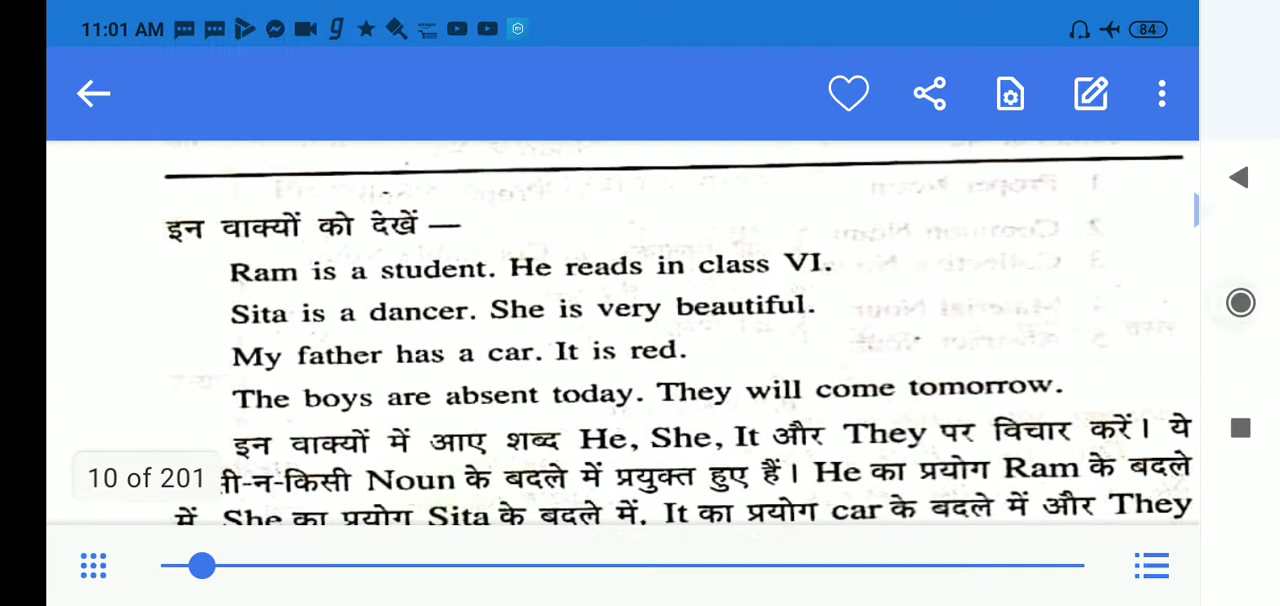 11:01 AM
84
इन वाक्यों को देखें —
Ram is a student. He reads in class VI.
Sita is a dancer. She is very beautiful.
My father has a car. It is red.
The boys are absent today. They will come tomorrow.
इन वाक्यों में आए शब्द He, She, It और They पर विचार करें। ये
10 of 201
ी-न-किसी Noun के बदले में प्रयुक्त हुए हैं। He का प्रयोग Ram के बदले
में, She का प्रयोग Sita के बदले में, It का प्रयोग car के बदले में और They